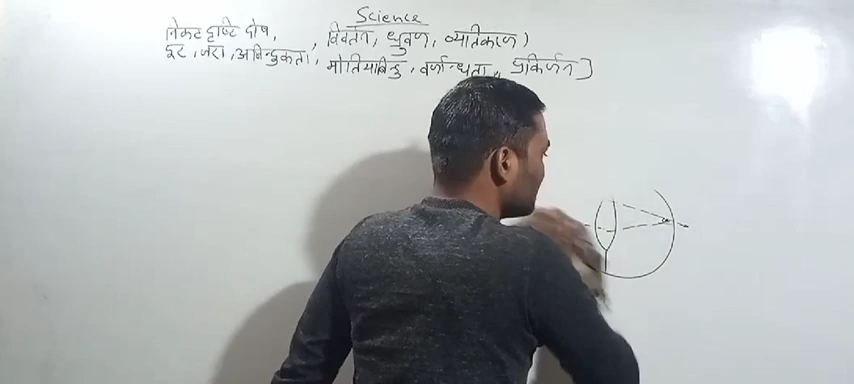 Science
निकट दृष्टि दोष, , विवर्तन, ध्रुवण, व्यतिकरण)
दूर, जरा, अबिन्दुकता, मोतियाबिन्दु, वर्णान्धता, प्रकिर्णन]